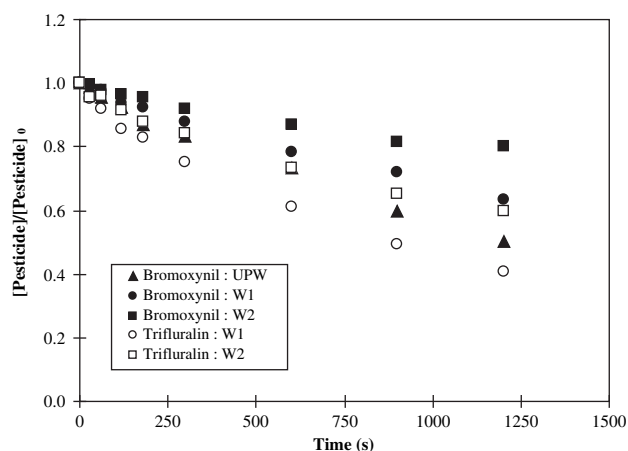 1.2
1.0
0.8
0.6
0.4
0.2
0.0
[Pesticide]/[Pesticide] 0
Bromoxynil : UPW
Bromoxynil : W1
Bromoxynil : W2
Trifluralin : W1
Trifluralin : W2
0 250 500 750 1000 1250 1500
Time (s)